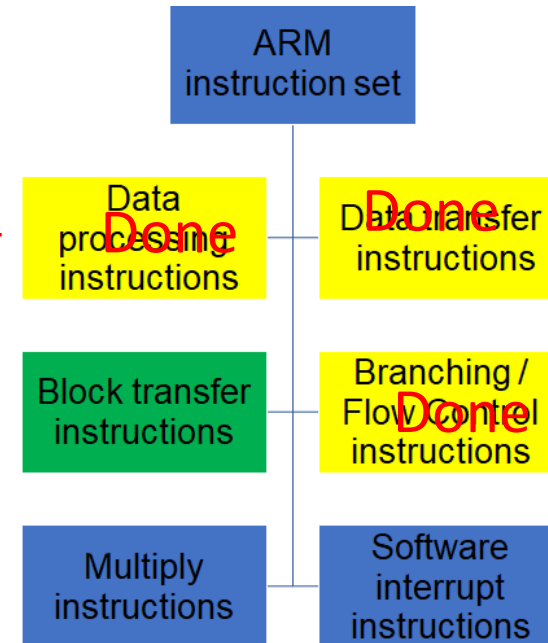 ARM
instruction set
Data
processing
instructions
Done
Data transfer
instructions
Done
Block transfer
instructions
Branching /
Flow Control
instructions
Done
Multiply
instructions
Software
interrupt
instructions